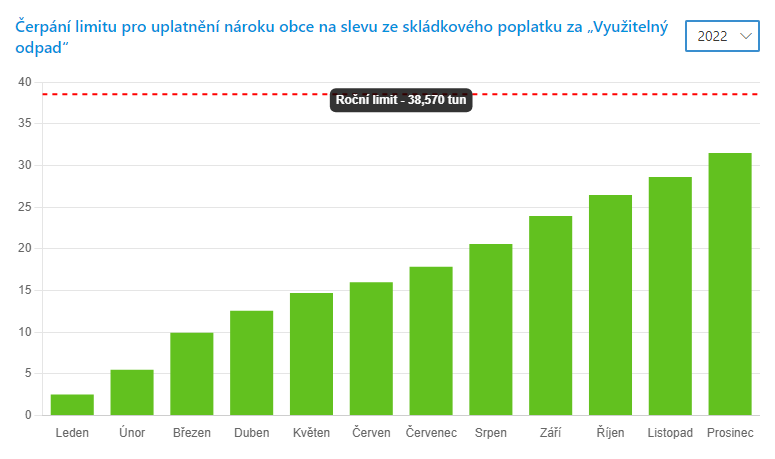 Čerpání limitu pro uplatnění nároku obce na slevu ze skládkového poplatku za „Využitelný
odpad“
2022
40
Roční limit - 38,570 tun
35
30
25
20
15
10
5
0
Leden Únor Březen Duben Květen Červen Červenec Srpen Září Říjen Listopad Prosinec